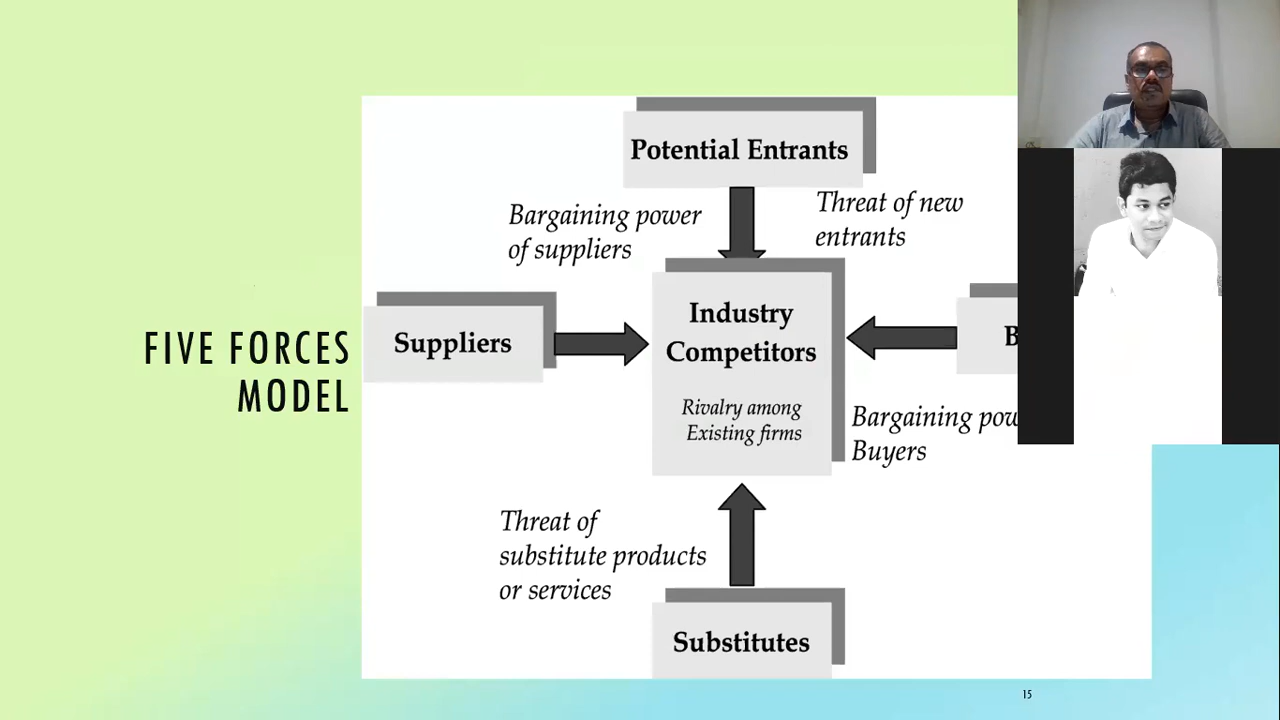 FIVE FORCES
MODEL
Potential Entrants
Bargaining power
of suppliers
Threat of new
entrants
Suppliers
Industry
Competitors
Rivalry among
Existing firms
B
Bargaining pow
Buyers
Threat of
substitute products
or services
Substitutes
15